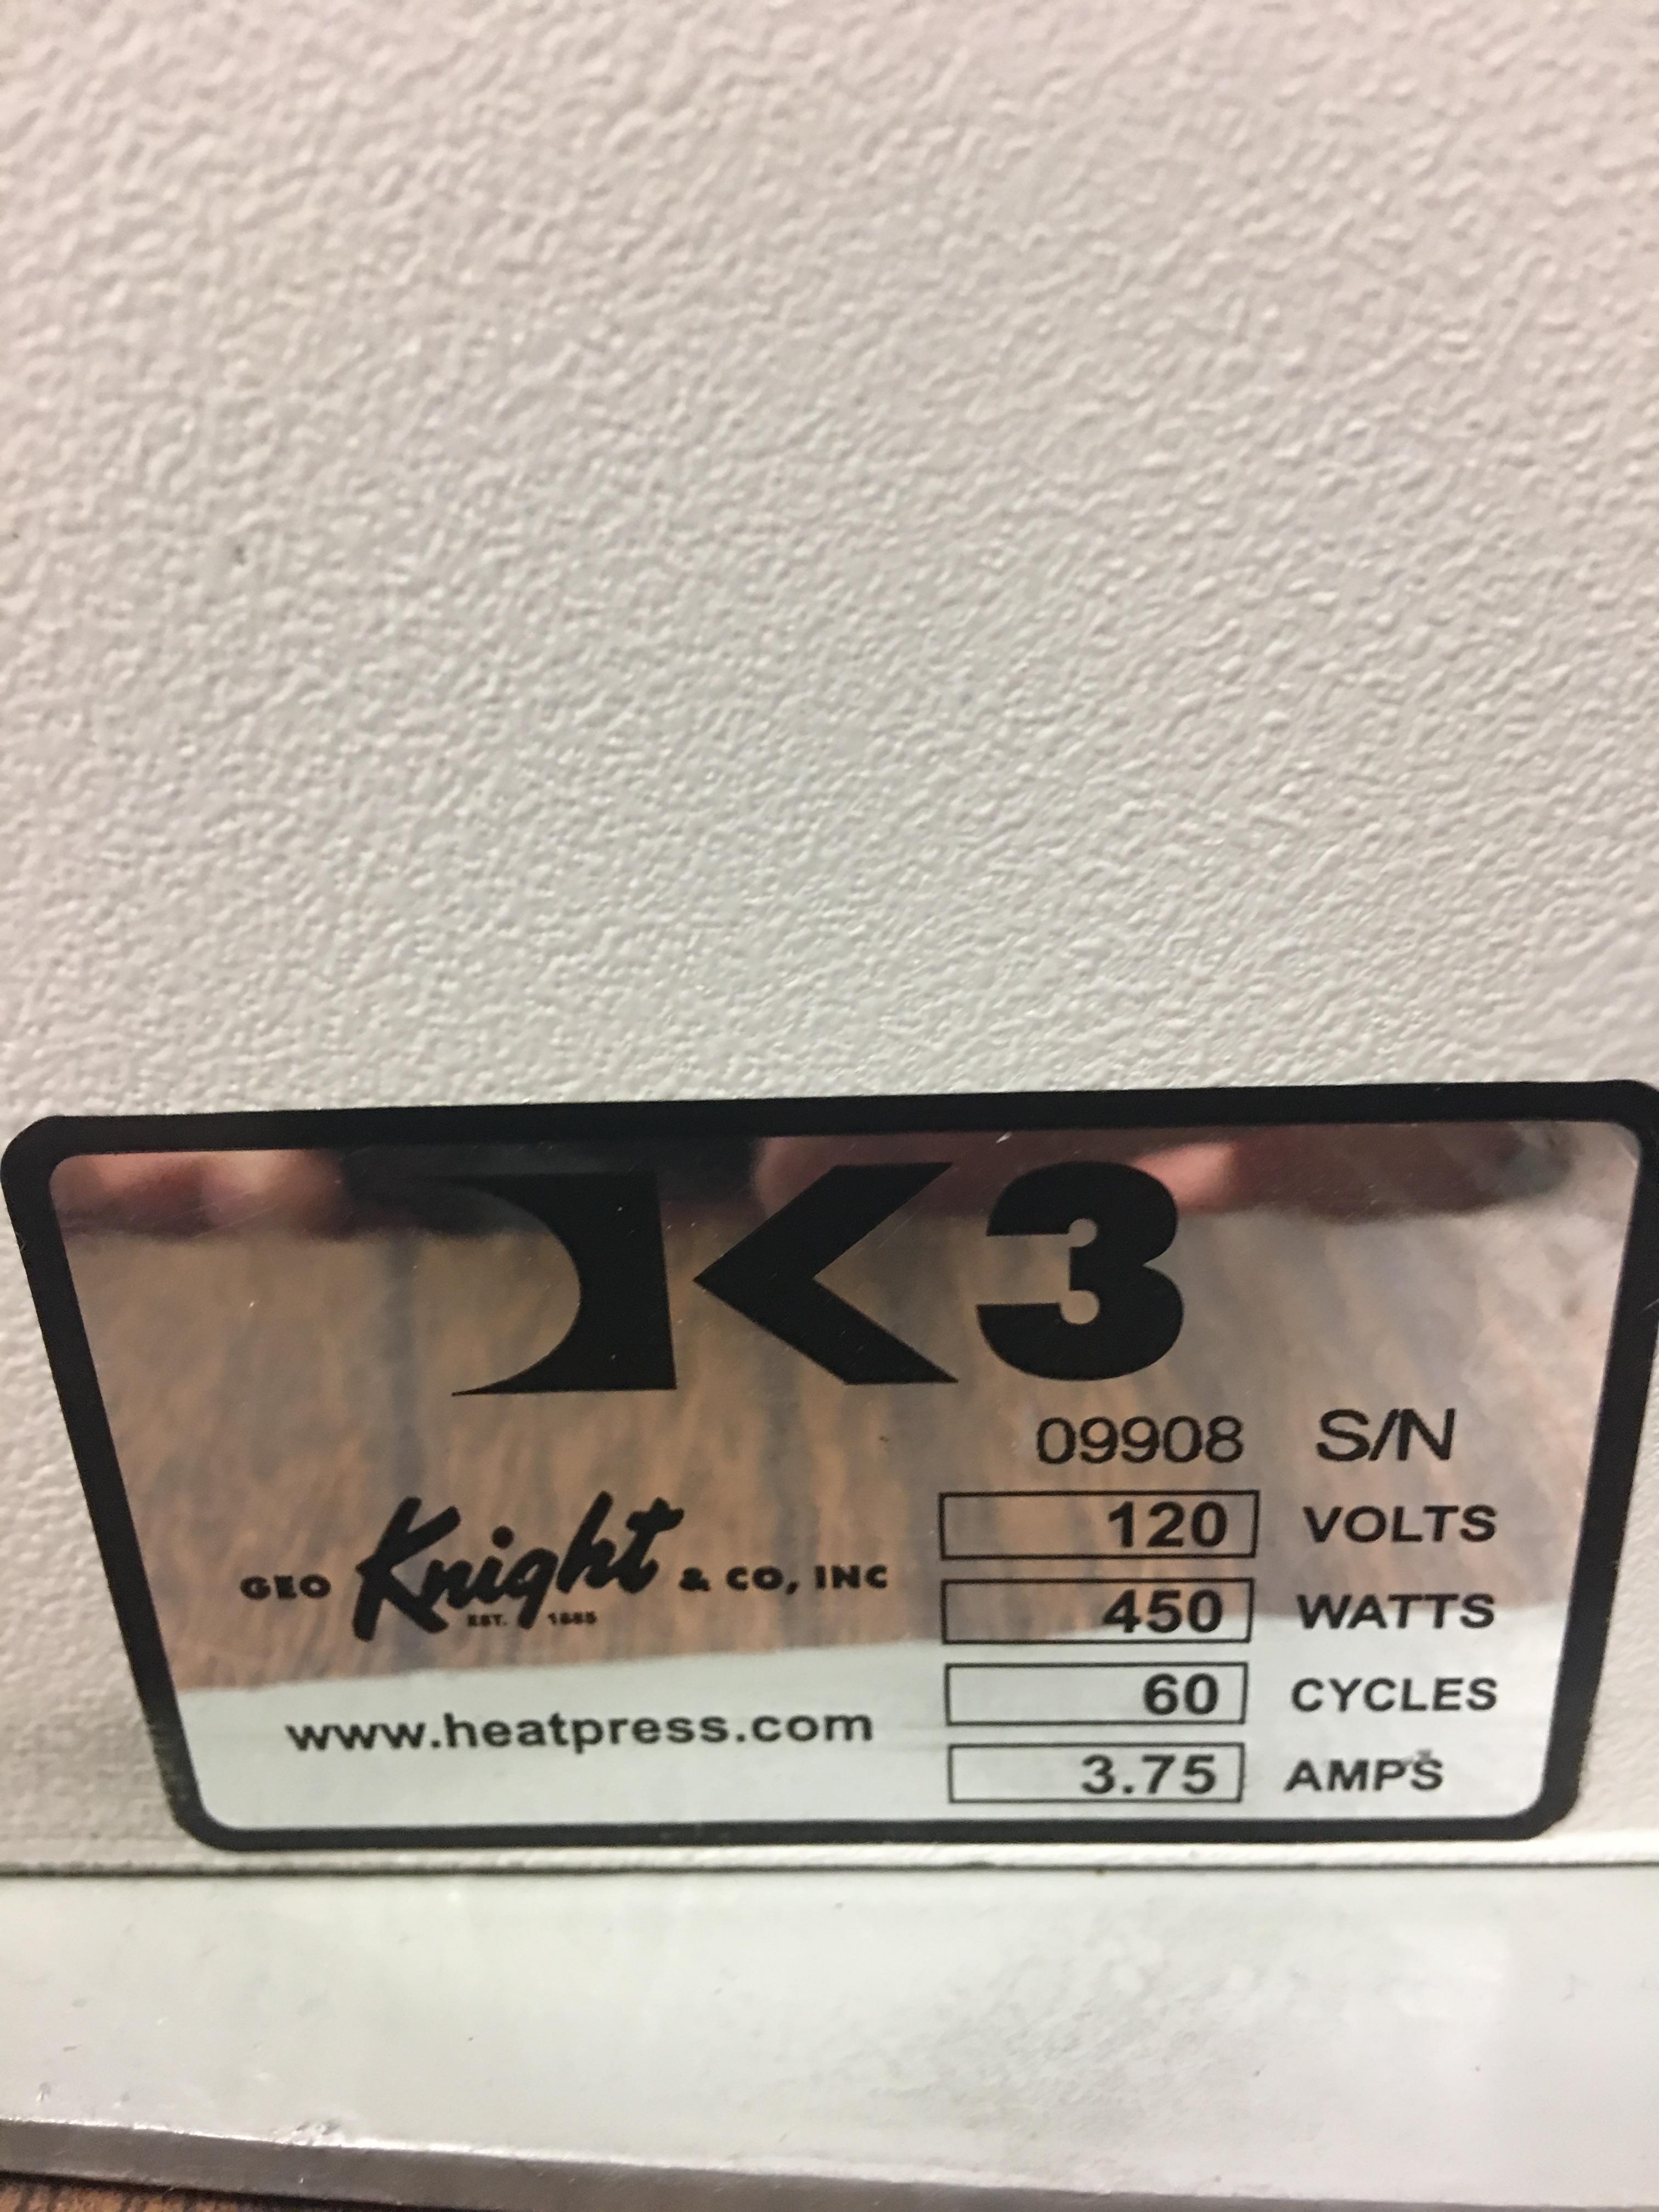 K3
09908 S/N
120 VOLTS
GEO Knight & CO, INC
EST. 1885
450 WATTS
60 CYCLES
www.heatpress.com
3.75 AMPS